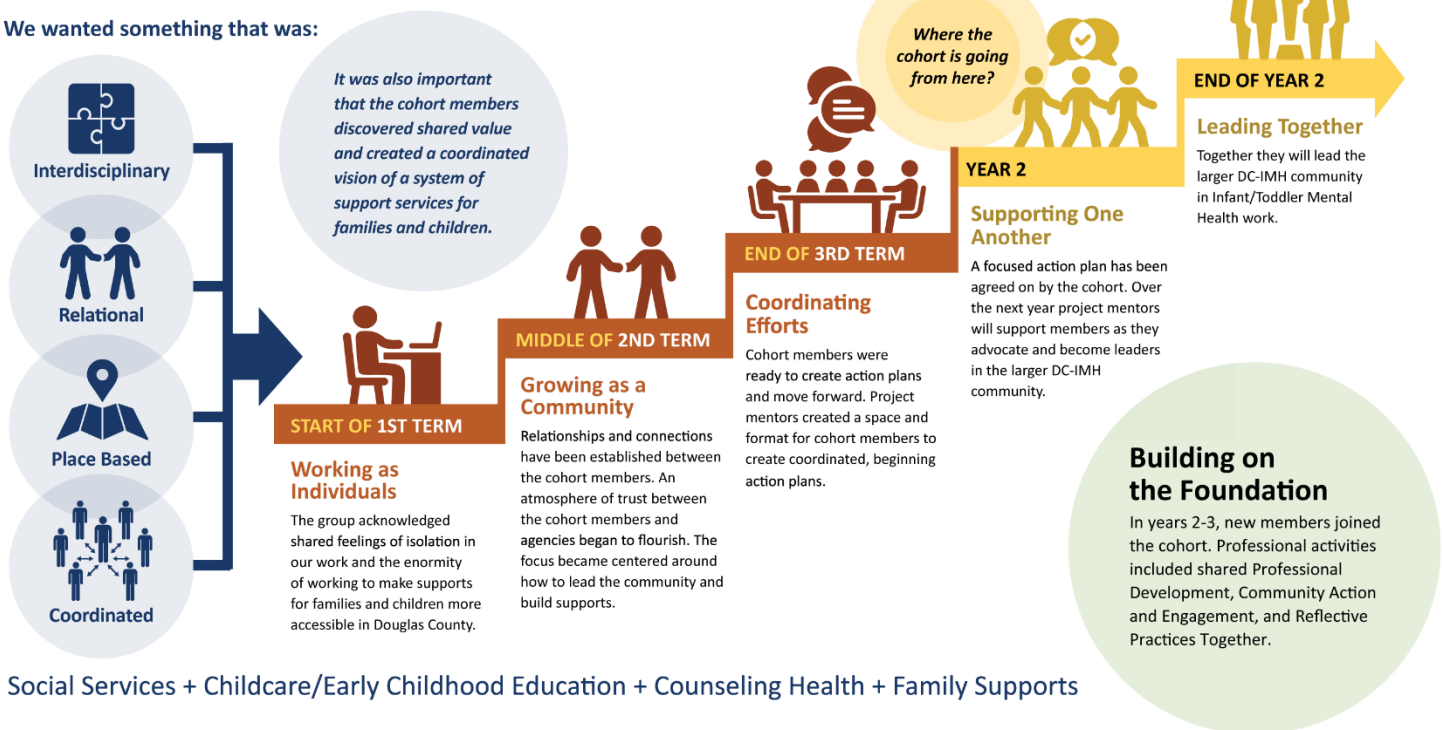 We wanted something that was:
Interdisciplinary
Relational
Place Based
Coordinated
It was also important
that the cohort members
discovered shared value
and created a coordinated
vision of a system of
support services for
families and children.
START OF 1ST TERM
Working as
Individuals
The group acknowledged
shared feelings of isolation in
our work and the enormity
of working to make supports
for families and children more
accessible in Douglas County.
MIDDLE OF 2ND TERM
Growing as a
Community
Relationships and connections
have been established between
the cohort members. An
atmosphere of trust between
the cohort members and
agencies began to flourish. The
focus became centered around
how to lead the community and
build supports.
END OF 3RD TERM
Coordinating
Efforts
Cohort members were
ready to create action plans
and move forward. Project
mentors created a space and
format for cohort members to
create coordinated, beginning
action plans.
Where the
cohort is going
from here?
YEAR 2
Supporting One
Another
A focused action plan has been
agreed on by the cohort. Over
the next year project mentors
will support members as they
advocate and become leaders
in the larger DC-IMH
community.
END OF YEAR 2
Leading Together
Together they will lead the
larger DC-IMH community
in Infant/Toddler Mental
Health work.
Building on
the Foundation
In years 2-3, new members joined
the cohort. Professional activities
included shared Professional
Development, Community Action
and Engagement, and Reflective
Practices Together.
Social Services + Childcare/Early Childhood Education + Counseling Health + Family Supports